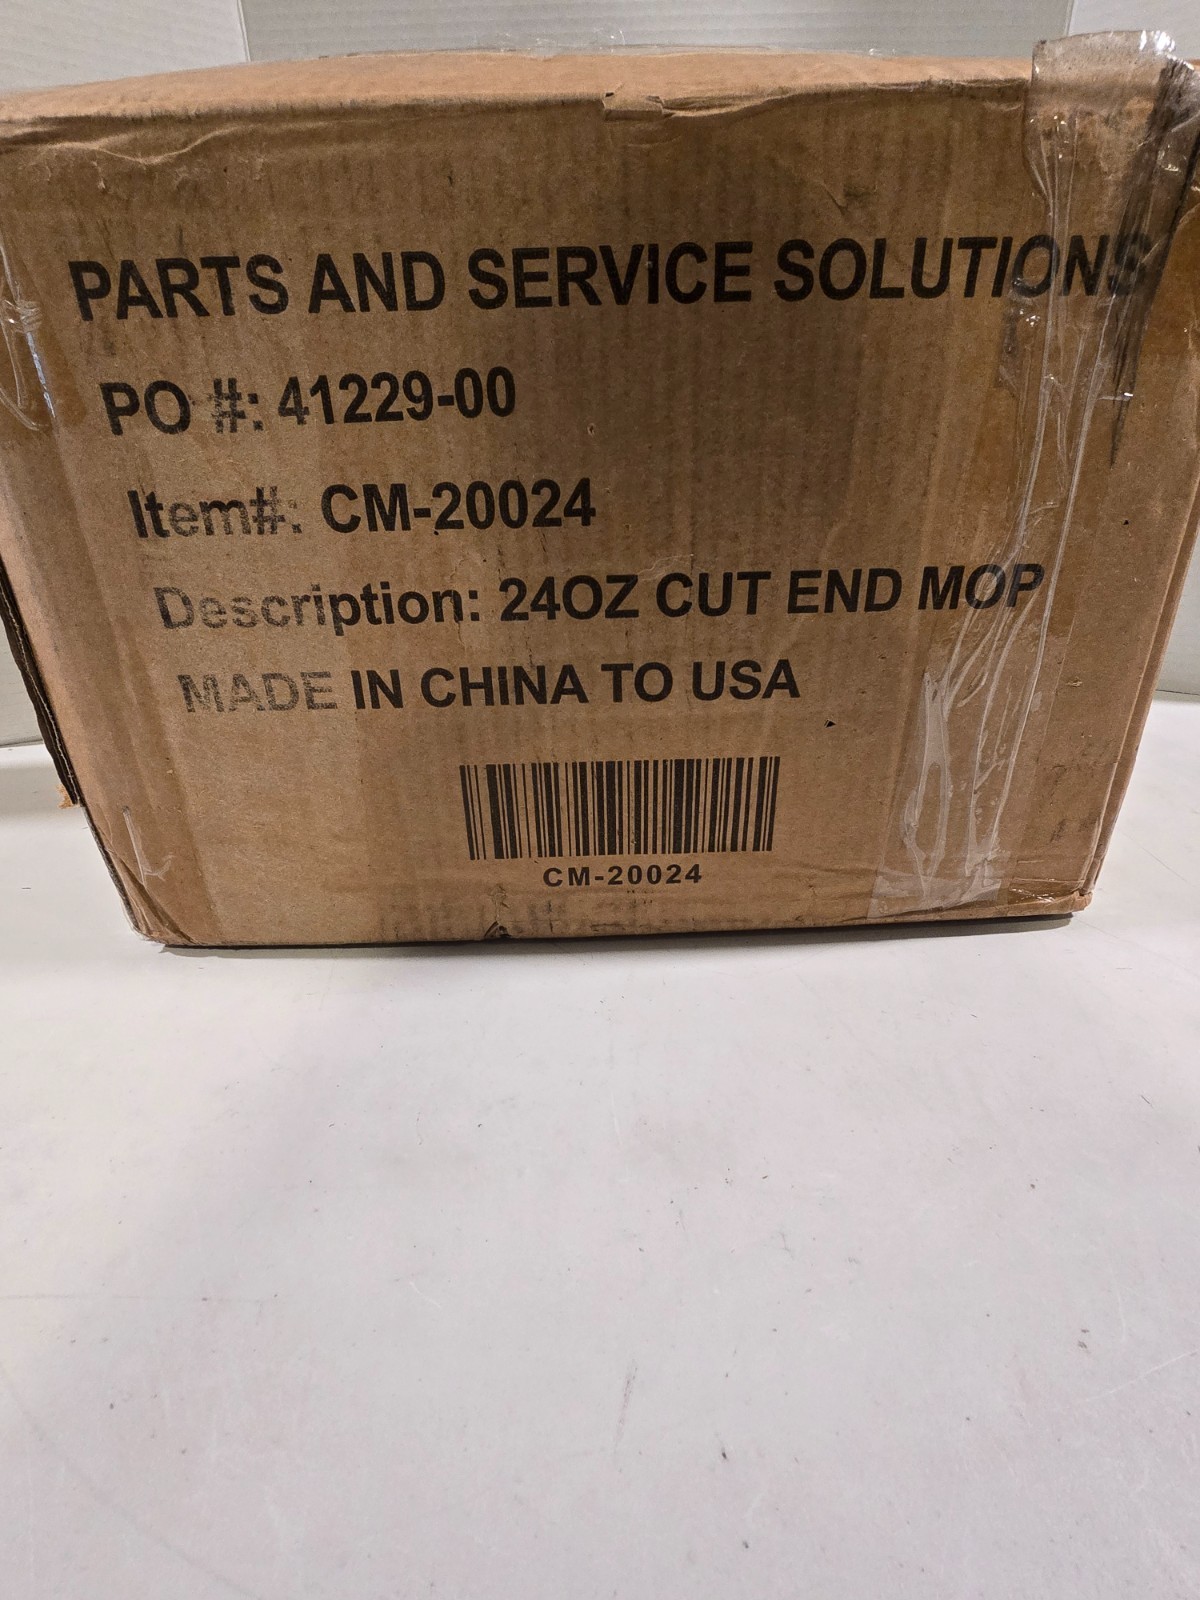 PARTS AND SERVICE SOLUTIONS
PO #: 41229-00
Item#: CM-20024
Description: 24OZ CUT END MOP
MADE IN CHINA TO USA
CM-20024